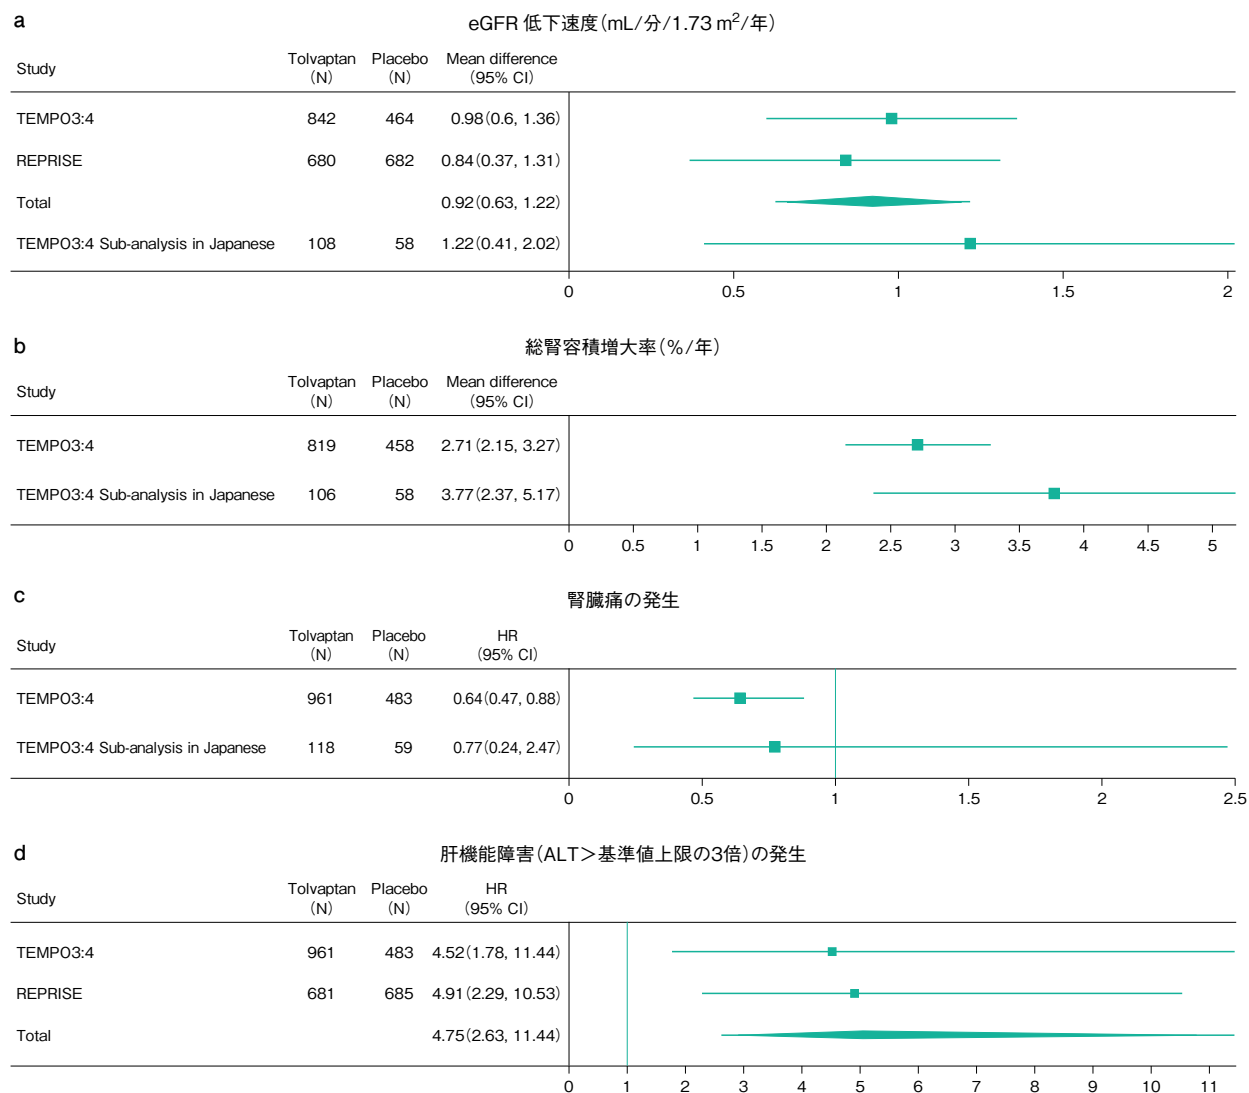 a
eGFR 低下速度（mL/分/1.73 m²/年）
Study Tolvaptan (N) Placebo (N) Mean difference (95% CI)
TEMPO3:4 842 464 0.98（0.6, 1.36）
REPRISE 680 682 0.84（0.37, 1.31）
Total 0.92（0.63, 1.22）
TEMPO3:4 Sub-analysis in Japanese 108 58 1.22（0.41, 2.02）
0 0.5 1 1.5 2
b
総腎容積増大率（％/年）
Study Tolvaptan (N) Placebo (N) Mean difference (95% CI)
TEMPO3:4 819 458 2.71（2.15, 3.27）
TEMPO3:4 Sub-analysis in Japanese 106 58 3.77（2.37, 5.17）
0 0.5 1 1.5 2 2.5 3 3.5 4 4.5 5
c
腎臓痛の発生
Study Tolvaptan (N) Placebo (N) HR (95% CI)
TEMPO3:4 961 483 0.64（0.47, 0.88）
TEMPO3:4 Sub-analysis in Japanese 118 59 0.77（0.24, 2.47）
0 0.5 1 1.5 2 2.5
d
肝機能障害（ALT＞基準値上限の3倍）の発生
Study Tolvaptan (N) Placebo (N) HR (95% CI)
TEMPO3:4 961 483 4.52（1.78, 11.44）
REPRISE 681 685 4.91（2.29, 10.53）
Total 4.75（2.63, 11.44）
0 1 2 3 4 5 6 7 8 9 10 11